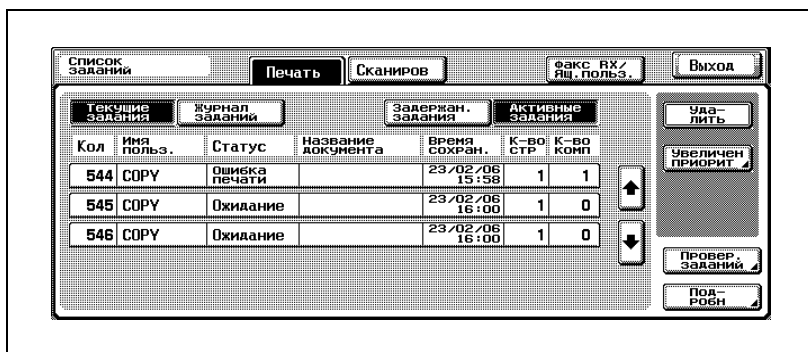 Список
заданий
Печать
Сканиров
Факс RX/
Ящ.польз.
Выход
Текущие
задания
Журнал
заданий
Задержан.
задания
Активные
задания
Уда-
лить
Кол
Имя
польз.
Статус
Название
документа
Время
сохран.
К-во
стр
К-во
комп
Увеличен
приорит
544 COPY Ошибка
печати
23/02/06
15:58
1 1
545 COPY Ожидание
23/02/06
16:00
1 0
546 COPY Ожидание
23/02/06
16:00
1 0
Провер.
заданий
Под-
робн